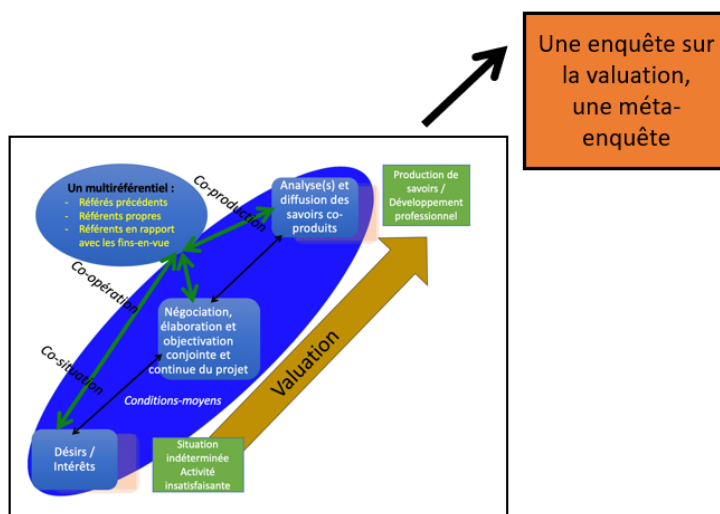 Une enquête sur
la valuation,
une méta-
enquête
Un multiréférentiel :
- Référés précédents
- Référents propres
- Référents en rapport
avec les fins-en-vue
Co-production
Analyse(s) et
diffusion des
savoirs co-
produits
Production de
savoirs /
Développement
professionnel
Co-opération
Négociation,
élaboration et
objectivation
conjointe et
continue du projet
Valuation
Co-situation
Conditions-moyens
Désirs /
Intérêts
Situation
indéterminée
Activité
insatisfaisante